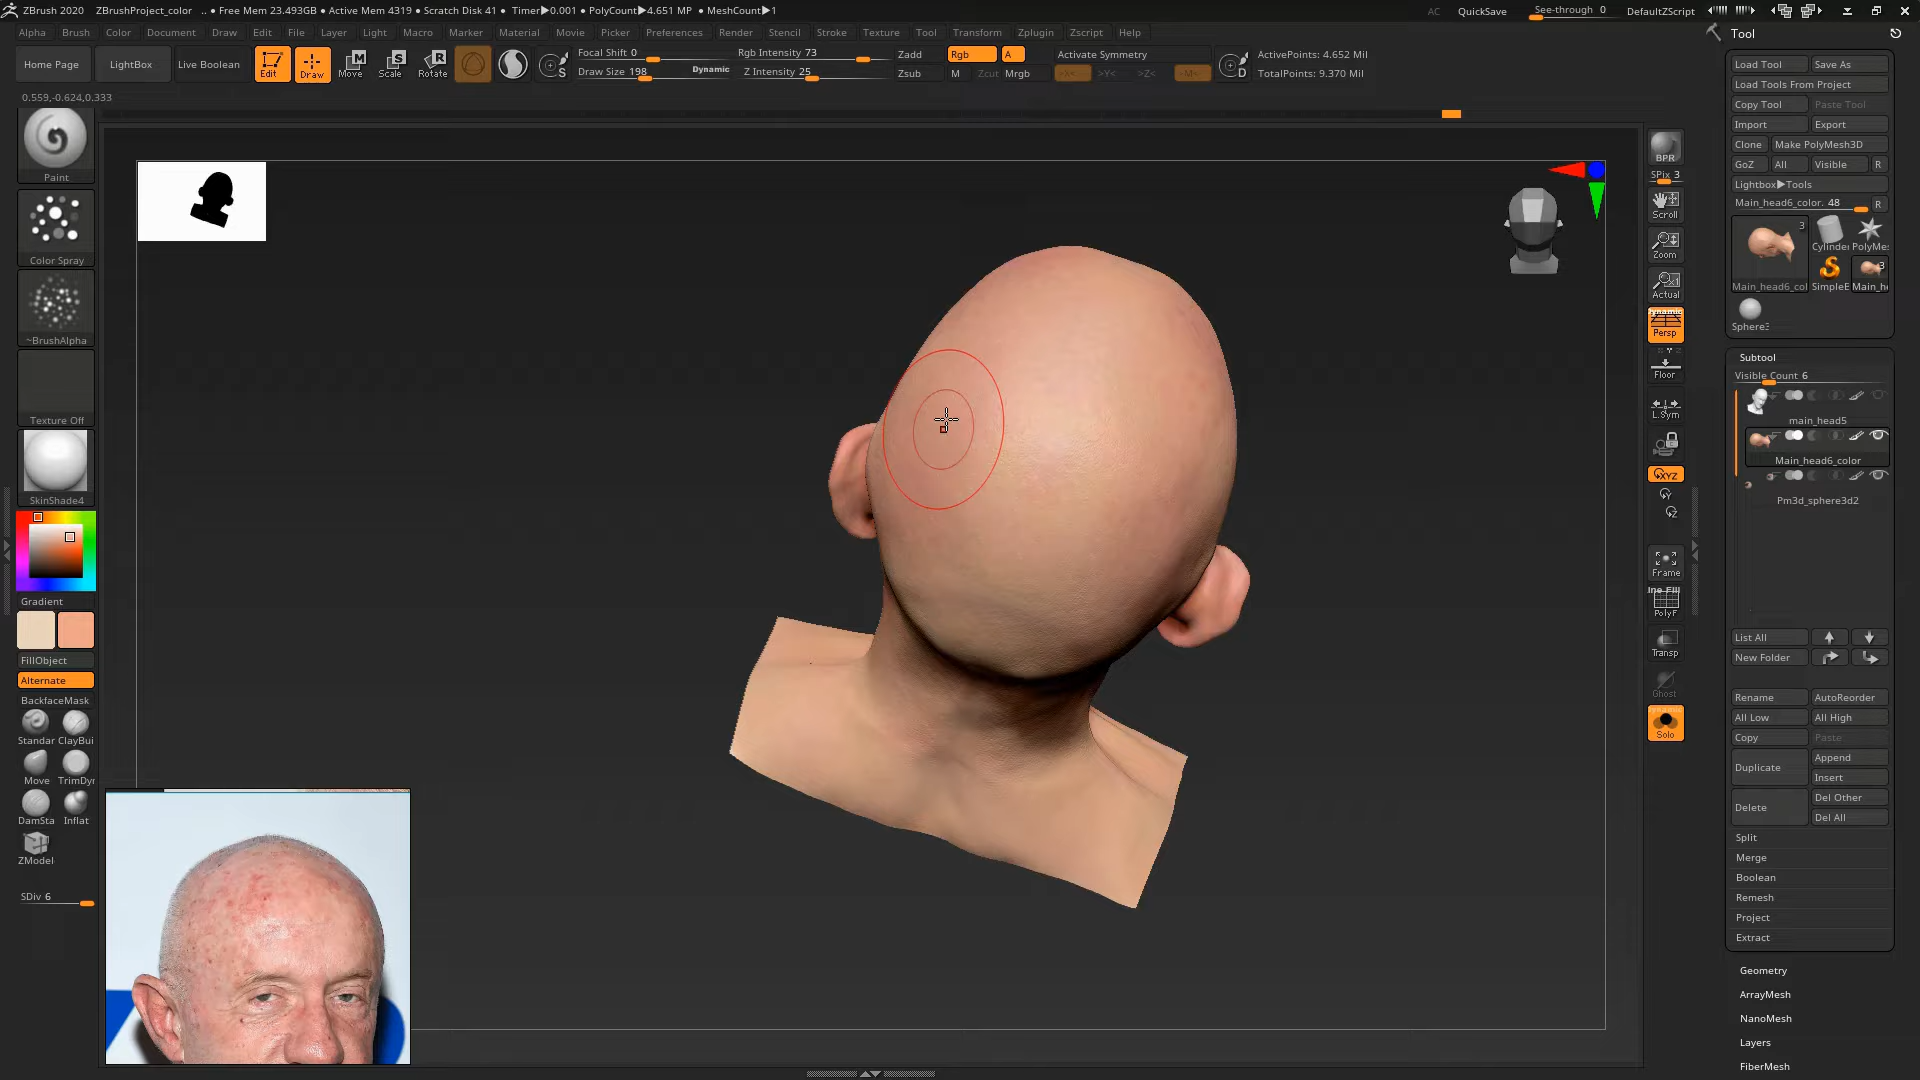 ZBrush 2020 ZBrushProject_color .. • Free Mem 23.493GB • Active Mem 4319 • Scratch Disk 41 • Timer▶0.001 • PolyCount▶4.651 MP • MeshCount▶1 AC QuickSave See-through 0 DefaultZScript
Alpha Brush Color Document Draw Edit File Layer Light Macro Marker Material Movie Picker Preferences Render Stencil Stroke Texture Tool Transform Zplugin Zscript Help
Home Page LightBox Live Boolean Edit Draw Move Scale Rotate S
Focal Shift 0
Draw Size 198 Dynamic
Rgb Intensity 73
Z Intensity 25
Zadd Rgb A
Zsub M Zcut Mrgb
Activate Symmetry
>X< >Y< >Z< >M<
D
ActivePoints: 4.652 Mil
TotalPoints: 9.370 Mil
0.559,-0.624,0.333
Paint
Color Spray
~BrushAlpha
Texture Off
SkinShade4
Gradient
FillObject
Alternate
BackfaceMask
Standar ClayBui
Move TrimDyn
DamSta Inflat
ZModel
SDiv 6
BPR
SPix 3
Scroll
Zoom
Actual
Dynamic
Persp
Floor
L.Sym
XYZ
Y
Z
Frame
Line Fill
PolyF
Transp
Ghost
Dynamic
Solo
Tool
Load Tool Save As
Load Tools From Project
Copy Tool Paste Tool
Import Export
Clone Make PolyMesh3D
GoZ All Visible R
Lightbox▶Tools
Main_head6_color. 48 R
3
Cylinder PolyMe:
3
Main_head6_col SimpleE Main_he
Sphere3
Subtool
Visible Count 6
main_head5
Main_head6_color
Pm3d_sphere3d2
List All
New Folder
Rename AutoReorder
All Low All High
Copy Paste
Duplicate Append
Insert
Delete Del Other
Del All
Split
Merge
Boolean
Remesh
Project
Extract
Geometry
ArrayMesh
NanoMesh
Layers
FiberMesh